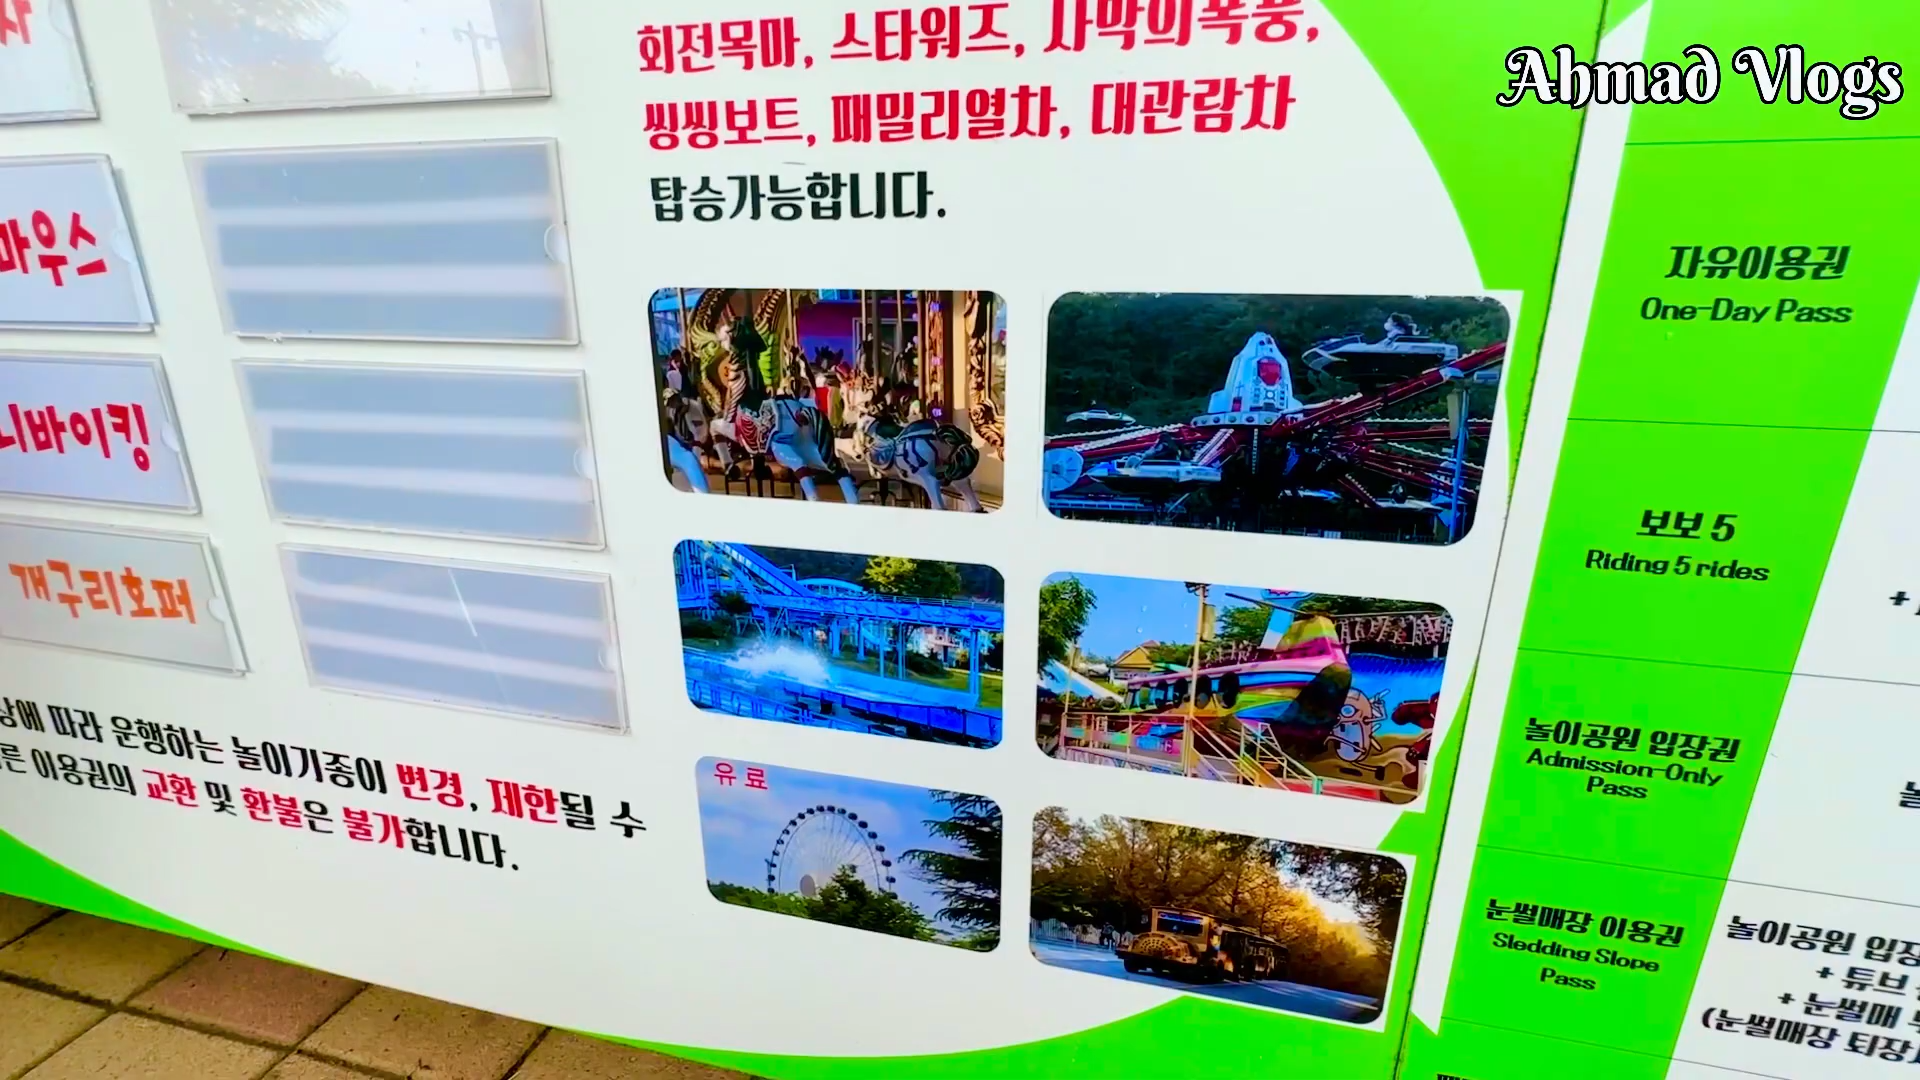 Ahmad Vlogs
회전목마, 스타워즈, 사막의폭풍,
씽씽보트, 패밀리열차, 대관람차
탑승가능합니다.
마우스
니바이킹
개구리호퍼
따라 운행하는 놀이기종이 변경, 제한될 수
이용권의 교환 및 환불은 불가합니다.
유료
자유이용권
One-Day Pass
보보 5
Riding 5 rides
+
놀이공원 입장권
Admission-Only
Pass
눈썰매장 이용권
Sledding Slope
Pass
놀이공원
+ 튜브
+ 눈썰매
(눈썰매장